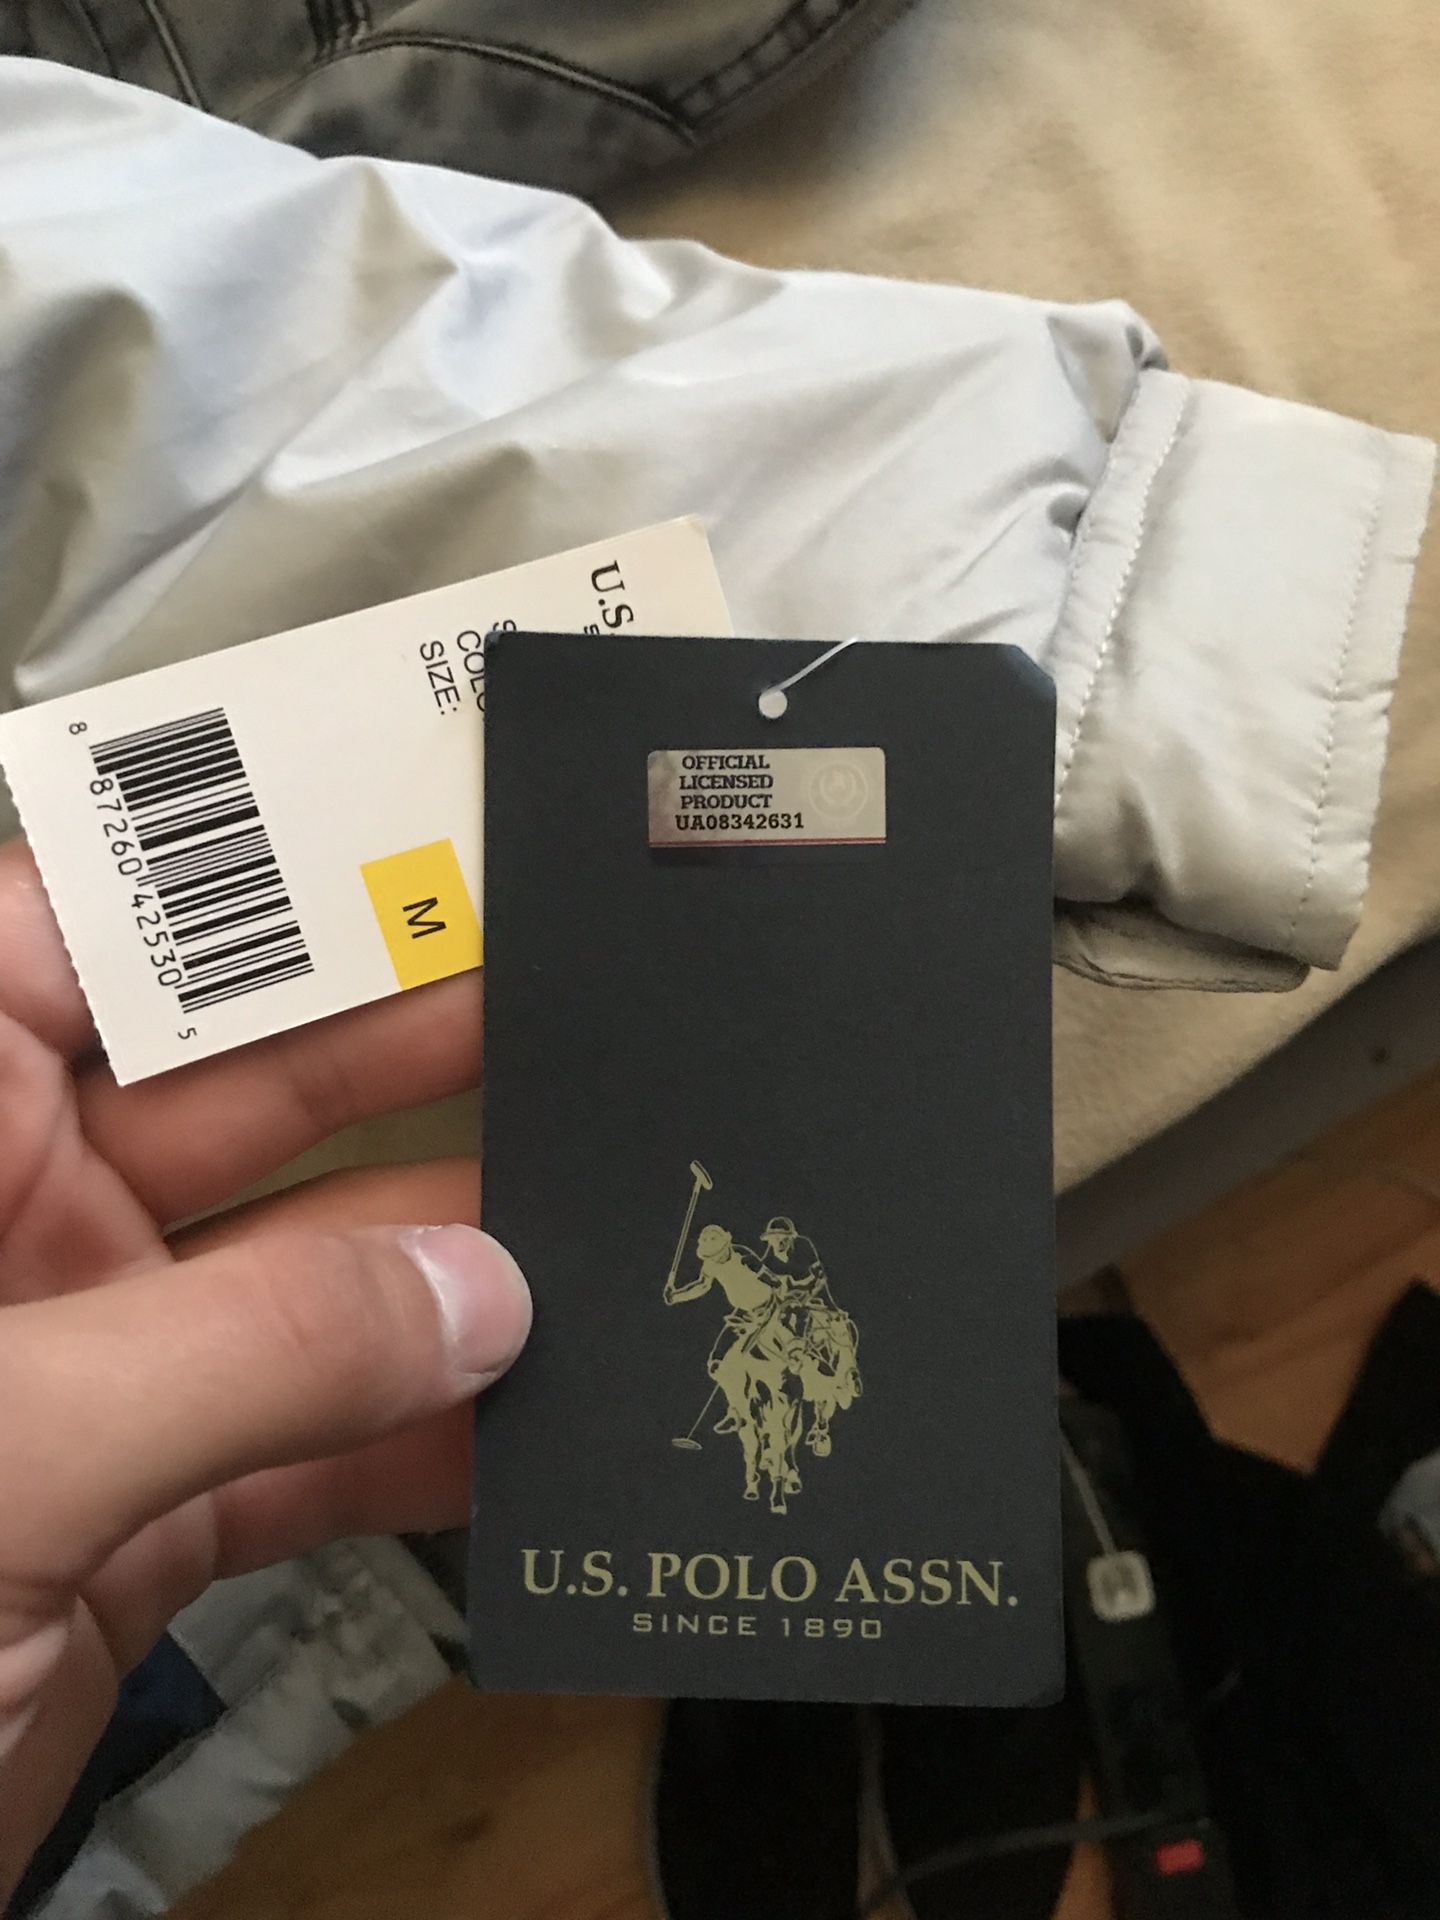 U.S.
SIZE:
M
8 87260 42530 5
OFFICIAL
LICENSED
PRODUCT
UA08342631
U.S. POLO ASSN.
SINCE 1890